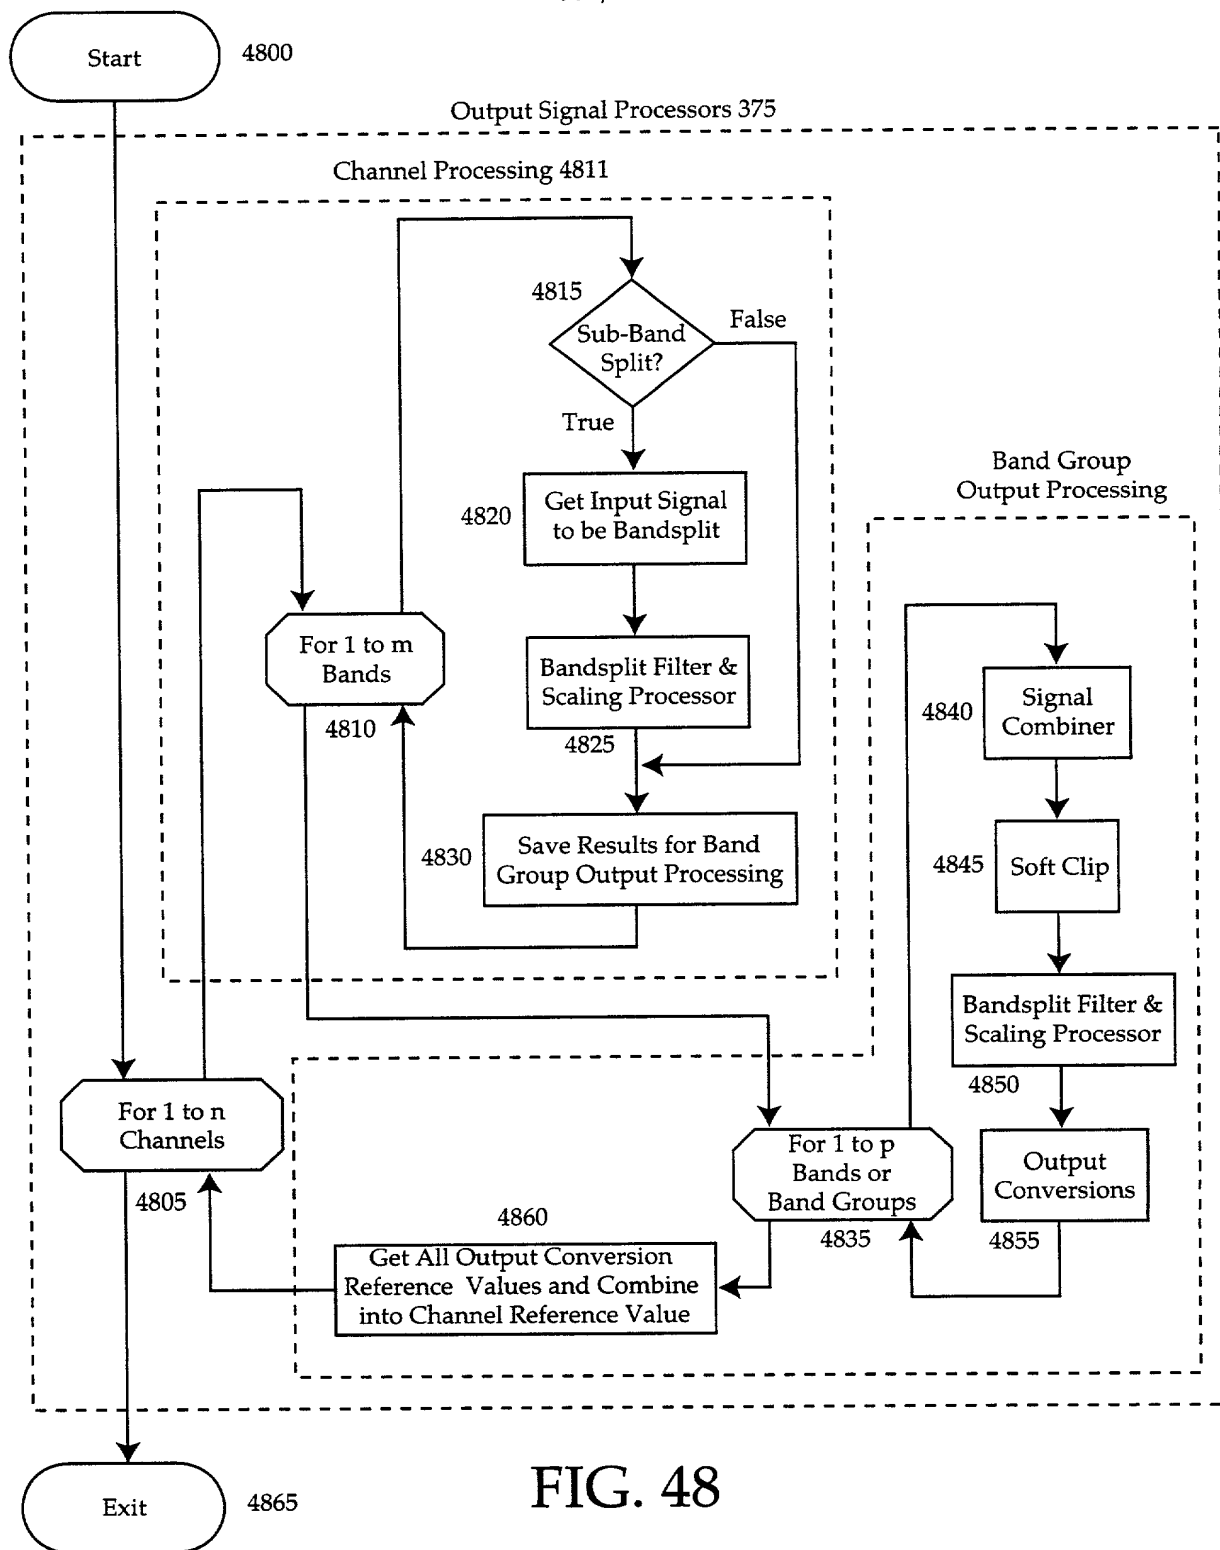 Start
4800
Output Signal Processors 375
Channel Processing 4811
4815
Sub-Band
Split?
False
True
4820
Get Input Signal
to be Bandsplit
Band Group
Output Processing
For 1 to m
Bands
4810
Bandsplit Filter &
Scaling Processor
4825
4830
Save Results for Band
Group Output Processing
4840
Signal
Combiner
4845
Soft Clip
Bandsplit Filter &
Scaling Processor
4850
Output
Conversions
4855
For 1 to n
Channels
4805
For 1 to p
Bands or
Band Groups
4835
4860
Get All Output Conversion
Reference Values and Combine
into Channel Reference Value
Exit
4865
FIG. 48